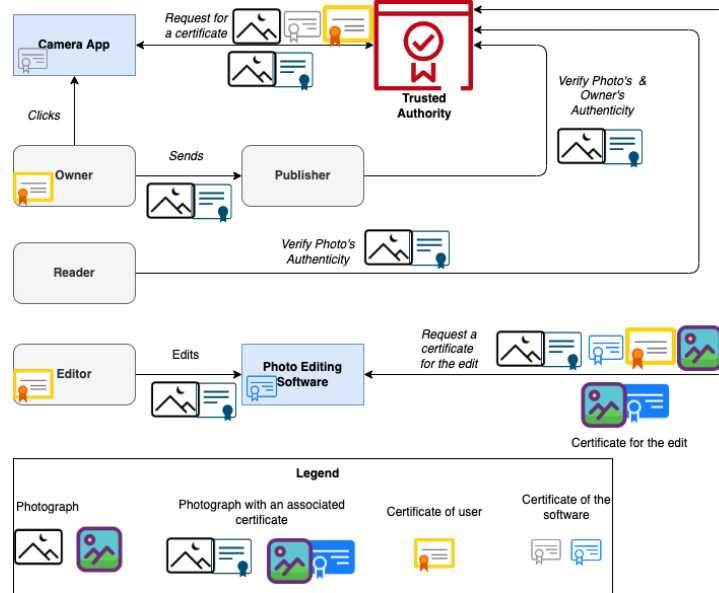 Request for
a certificate
Camera App
Trusted
Authority
Verify Photo's &
Owner's
Authenticity
Clicks
Owner
Sends
Publisher
Reader
Verify Photo's
Authenticity
Editor
Edits
Photo Editing
Software
Request a
certificate
for the edit
Certificate for the edit
Legend
Photograph
Photograph with an associated
certificate
Certificate of user
Certificate of the
software